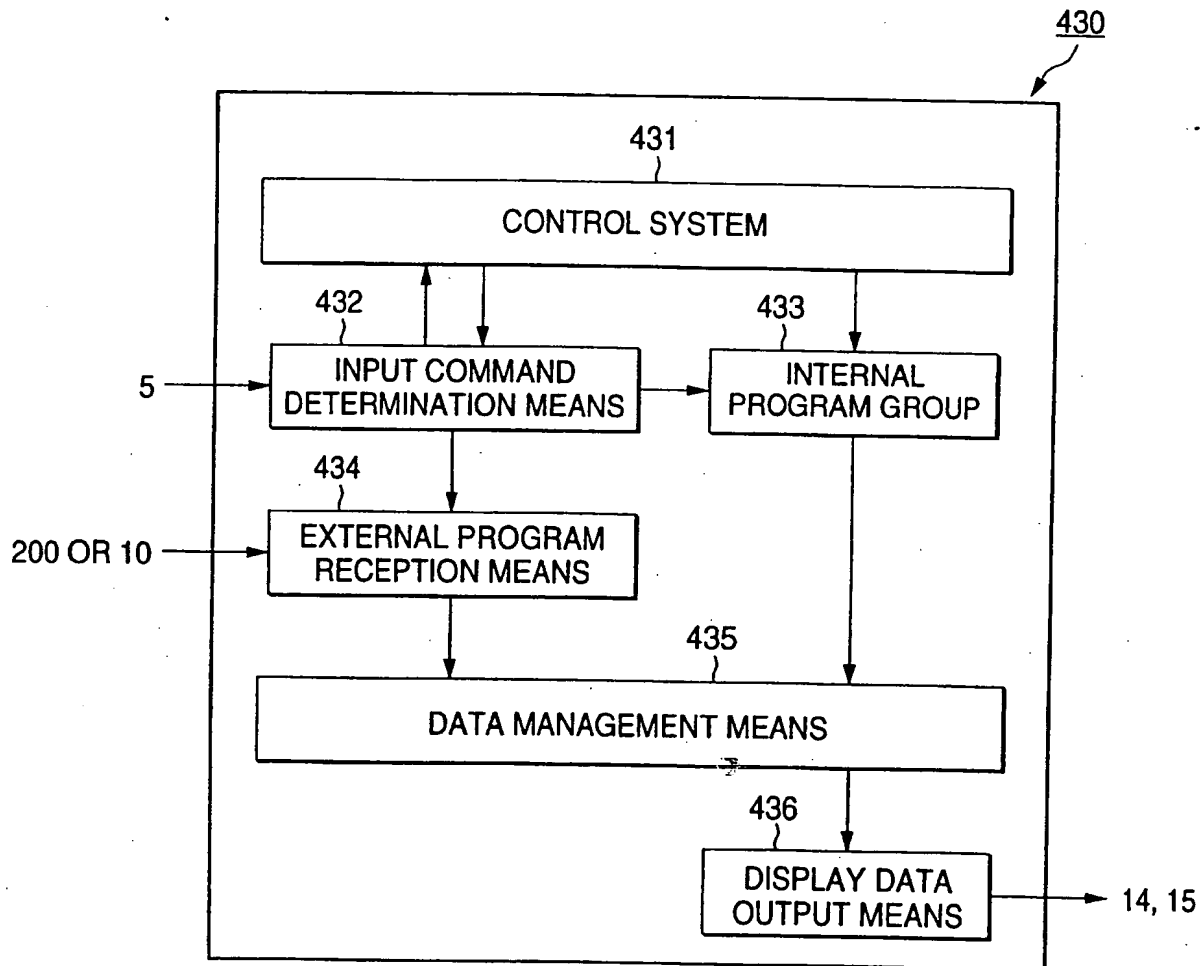 430
431
CONTROL SYSTEM
432
433
5
INPUT COMMAND
DETERMINATION MEANS
INTERNAL
PROGRAM GROUP
434
200 OR 10
EXTERNAL PROGRAM
RECEPTION MEANS
435
DATA MANAGEMENT MEANS
436
DISPLAY DATA
OUTPUT MEANS
14, 15